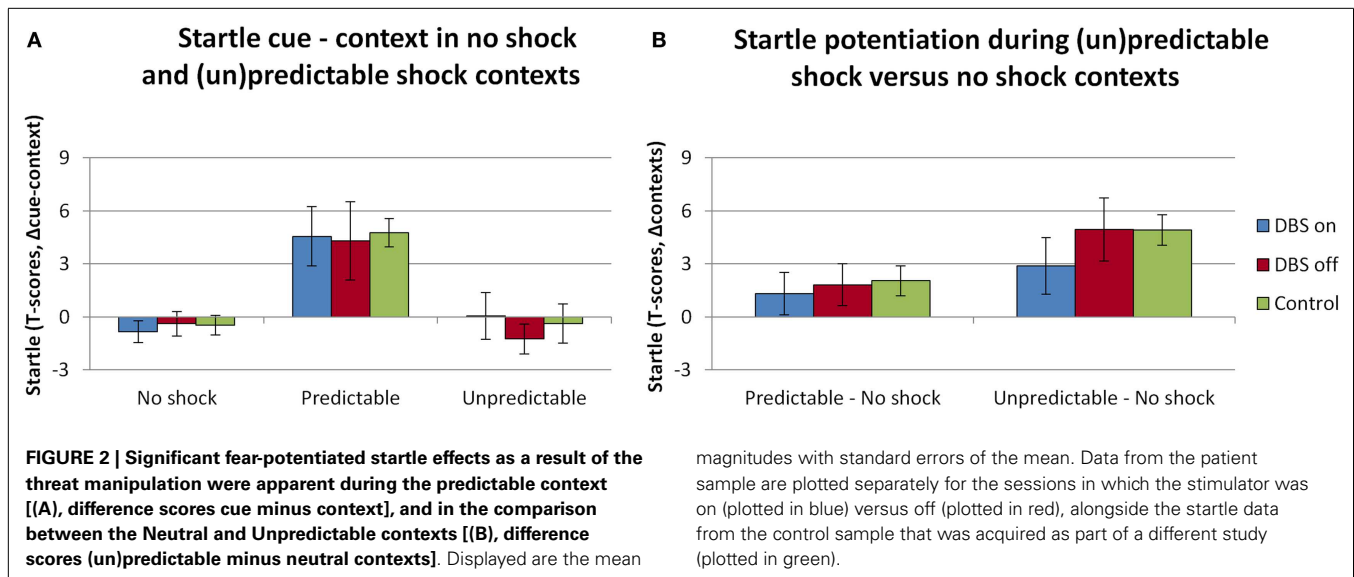 A
Startle cue - context in no shock
and (un)predictable shock contexts
Startle (T-scores, Δcue-context)
9
6
3
0
-3
No shock
Predictable
Unpredictable
B
Startle potentiation during (un)predictable
shock versus no shock contexts
Startle (T-scores, Δcontexts)
9
6
3
0
-3
Predictable - No shock
Unpredictable - No shock
DBS on
DBS off
Control
FIGURE 2 | Significant fear-potentiated startle effects as a result of the
threat manipulation were apparent during the predictable context
[(A), difference scores cue minus context], and in the comparison
between the Neutral and Unpredictable contexts [(B), difference
scores (un)predictable minus neutral contexts]. Displayed are the mean
magnitudes with standard errors of the mean. Data from the patient
sample are plotted separately for the sessions in which the stimulator was
on (plotted in blue) versus off (plotted in red), alongside the startle data
from the control sample that was acquired as part of a different study
(plotted in green).